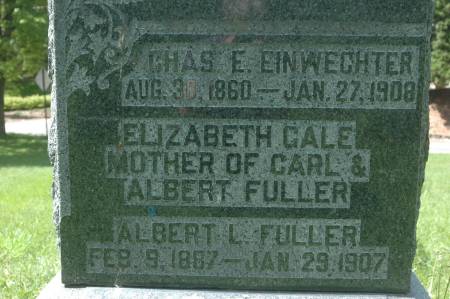 CHAS. E. EINWECHTER
AUG. 30, 1860 — JAN. 27, 1908
ELIZABETH GALE
MOTHER OF CARL &
ALBERT FULLER
ALBERT L. FULLER
FEB. 9, 1887 — JAN. 29, 1907